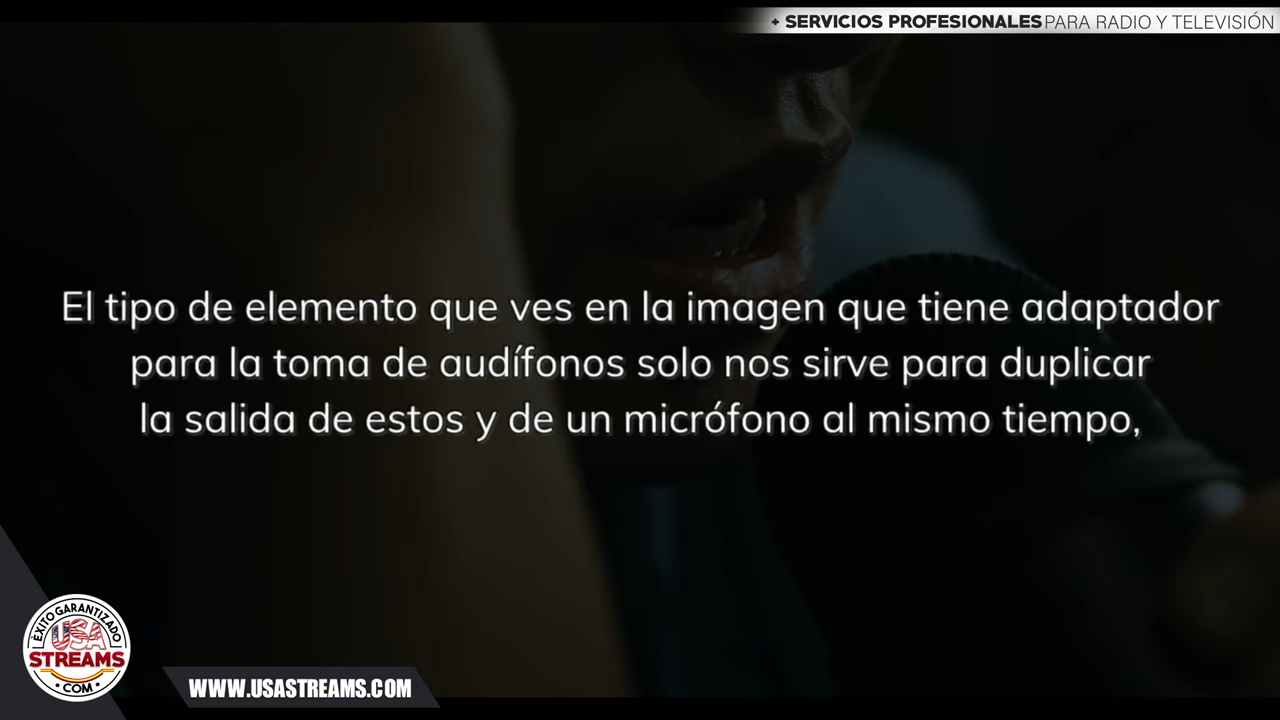 + SERVICIOS PROFESIONALES PARA RADIO Y TELEVISIÓN
El tipo de elemento que ves en la imagen que tiene adaptador
para la toma de audífonos solo nos sirve para duplicar
la salida de estos y de un micrófono al mismo tiempo,
ÉXITO GARANTIZADO
USA
STREAMS
• COM •
WWW.USASTREAMS.COM